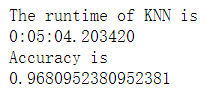 The runtime of KNN is
0:05:04.203420
Accuracy is
0.9680952380952381